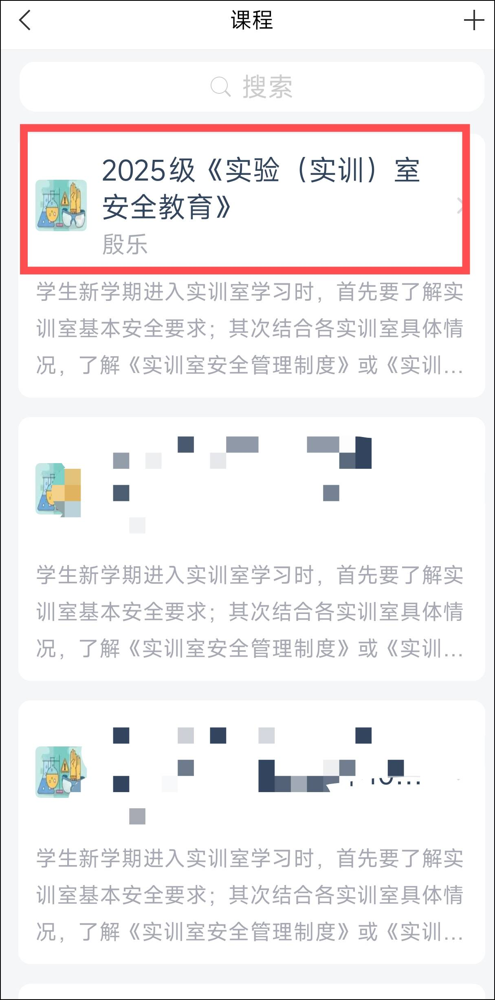 课程
搜索
2025级《实验（实训）室
安全教育》
殷乐
学生新学期进入实训室学习时，首先要了解实
训室基本安全要求；其次结合各实训室具体情
况，了解《实训室安全管理制度》或《实训...
学生新学期进入实训室学习时，首先要了解实
训室基本安全要求；其次结合各实训室具体情
况，了解《实训室安全管理制度》或《实训...
学生新学期进入实训室学习时，首先要了解实
训室基本安全要求；其次结合各实训室具体情
况，了解《实训室安全管理制度》或《实训...